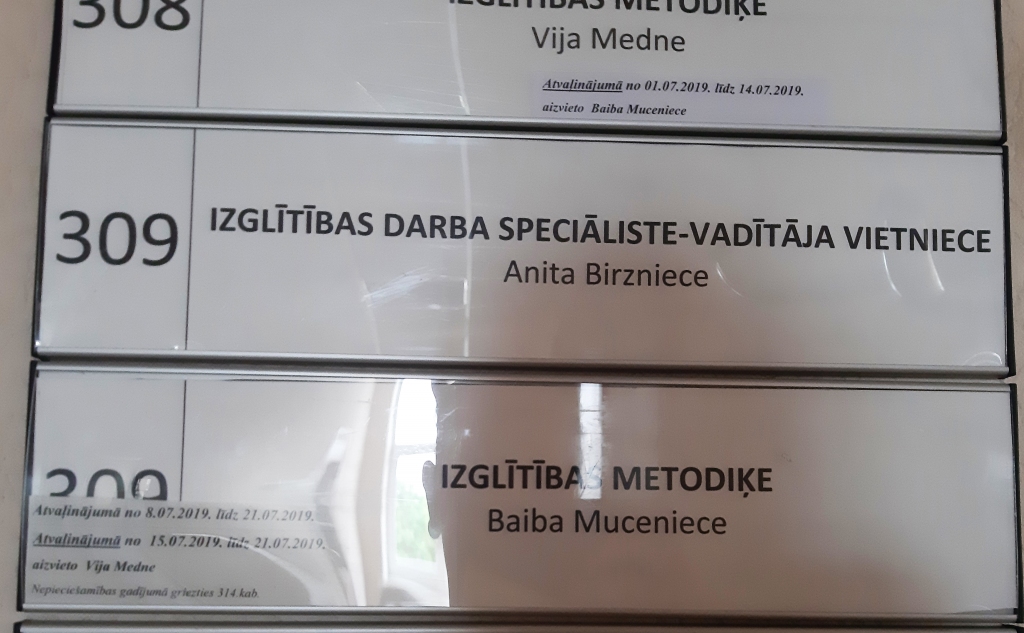 308
IZGLĪTĪBAS METODIĶE
Vija Medne
Atvaļinājumā no 01.07.2019. līdz 14.07.2019.
aizvieto Baiba Muceniece
309
IZGLĪTĪBAS DARBA SPECIĀLISTE-VADĪTĀJA VIETNIECE
Anita Birzniece
309
IZGLĪTĪBAS METODIĶE
Baiba Muceniece
Atvaļinājumā no 8.07.2019. līdz 21.07.2019.
Atvaļinājumā no 15.07.2019. līdz 21.07.2019.
aizvieto Vija Medne
Nepieciešamības gadījumā griezties 314.kab.